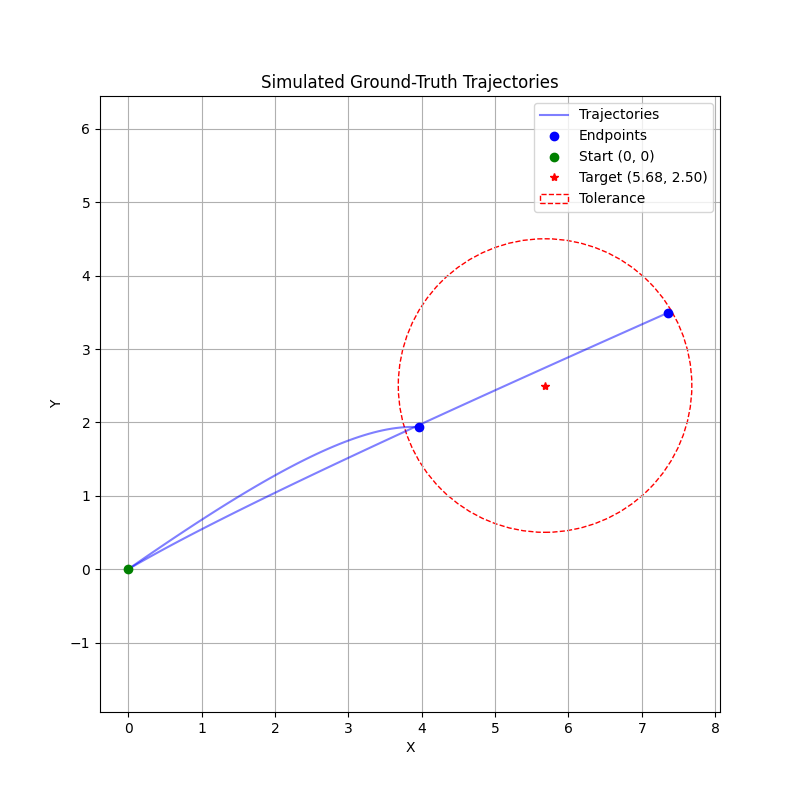 Simulated Ground-Truth Trajectories
Trajectories
Endpoints
Start (0, 0)
Target (5.68, 2.50)
Tolerance
6
5
4
3
2
1
0
−1
Y
0 1 2 3 4 5 6 7 8
X